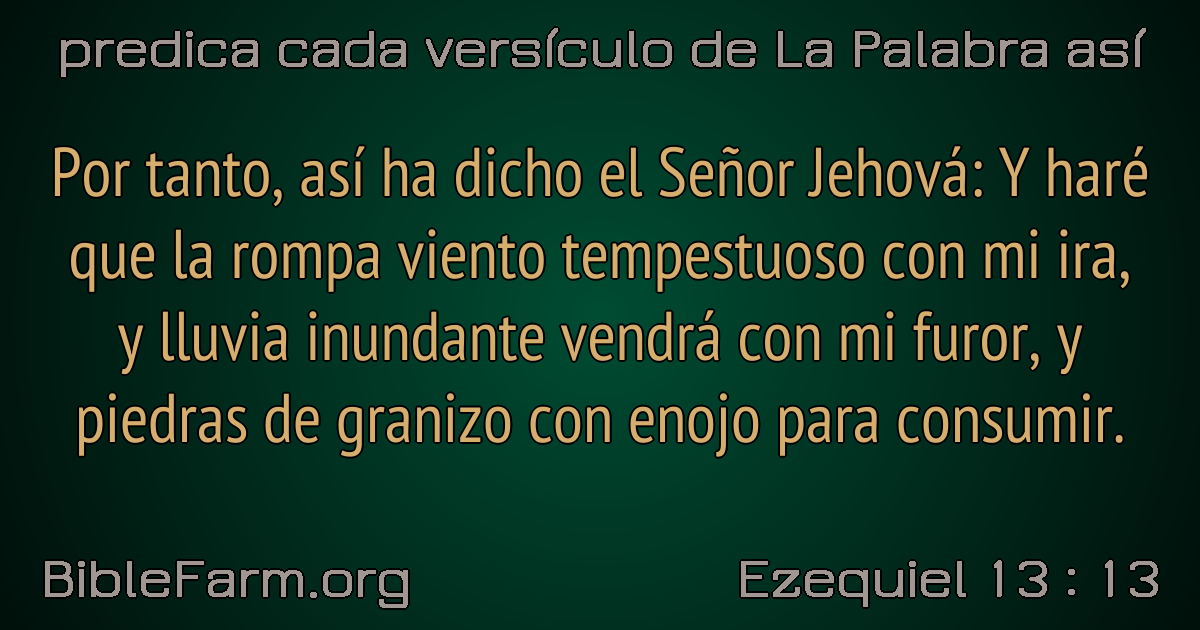 predica cada versículo de La Palabra así
Por tanto, así ha dicho el Señor Jehová: Y haré
que la rompa viento tempestuoso con mi ira,
y lluvia inundante vendrá con mi furor, y
piedras de granizo con enojo para consumir.
BibleFarm.org
Ezequiel 13 : 13